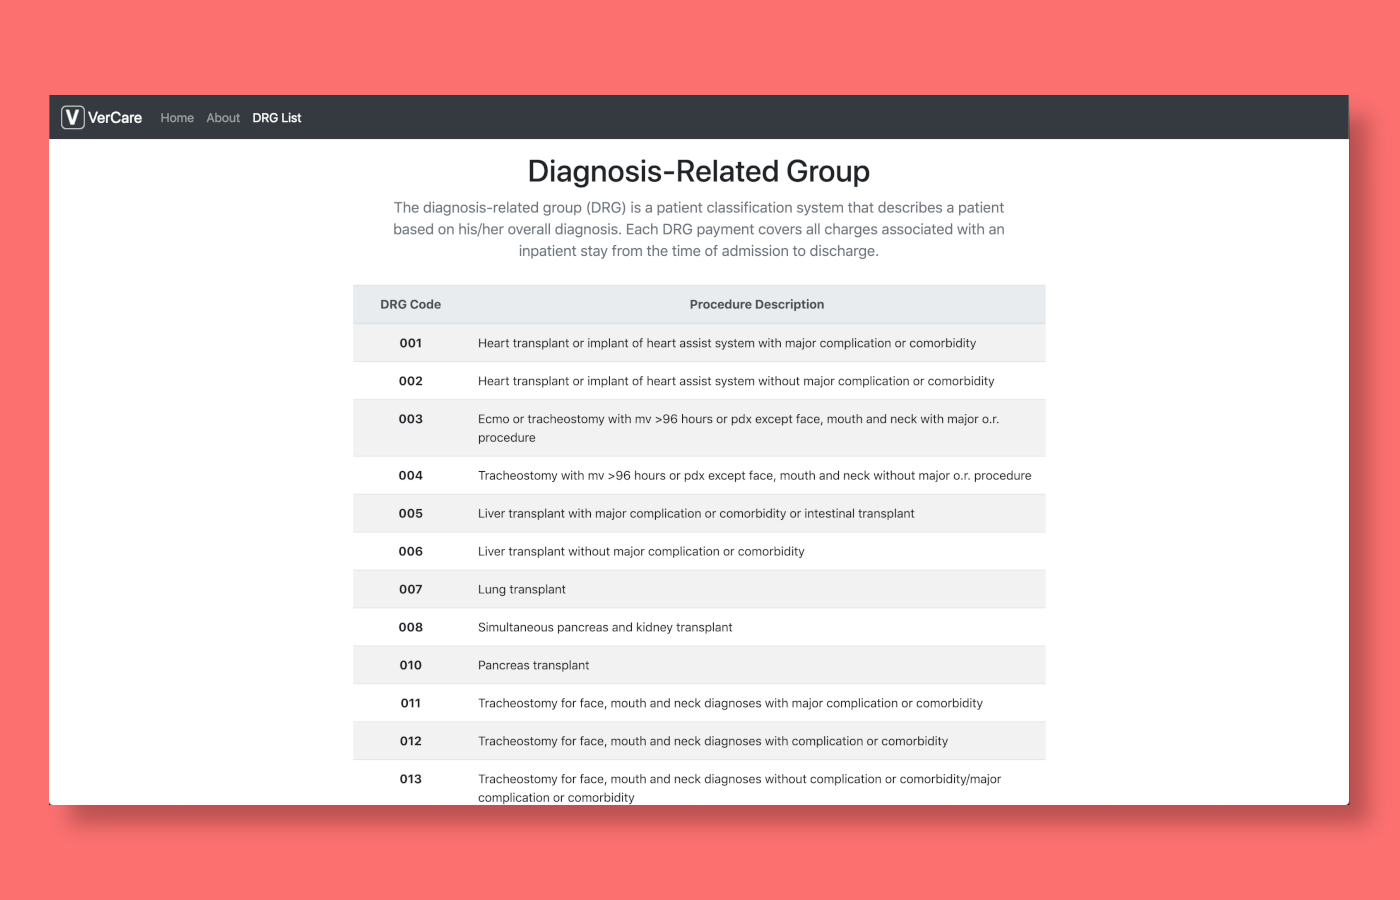 V VerCare Home About DRG List
Diagnosis-Related Group
The diagnosis-related group (DRG) is a patient classification system that describes a patient
based on his/her overall diagnosis. Each DRG payment covers all charges associated with an
inpatient stay from the time of admission to discharge.
DRG Code Procedure Description
001 Heart transplant or implant of heart assist system with major complication or comorbidity
002 Heart transplant or implant of heart assist system without major complication or comorbidity
003 Ecmo or tracheostomy with mv >96 hours or pdx except face, mouth and neck with major o.r.
procedure
004 Tracheostomy with mv >96 hours or pdx except face, mouth and neck without major o.r. procedure
005 Liver transplant with major complication or comorbidity or intestinal transplant
006 Liver transplant without major complication or comorbidity
007 Lung transplant
008 Simultaneous pancreas and kidney transplant
010 Pancreas transplant
011 Tracheostomy for face, mouth and neck diagnoses with major complication or comorbidity
012 Tracheostomy for face, mouth and neck diagnoses with complication or comorbidity
013 Tracheostomy for face, mouth and neck diagnoses without complication or comorbidity/major
complication or comorbidity